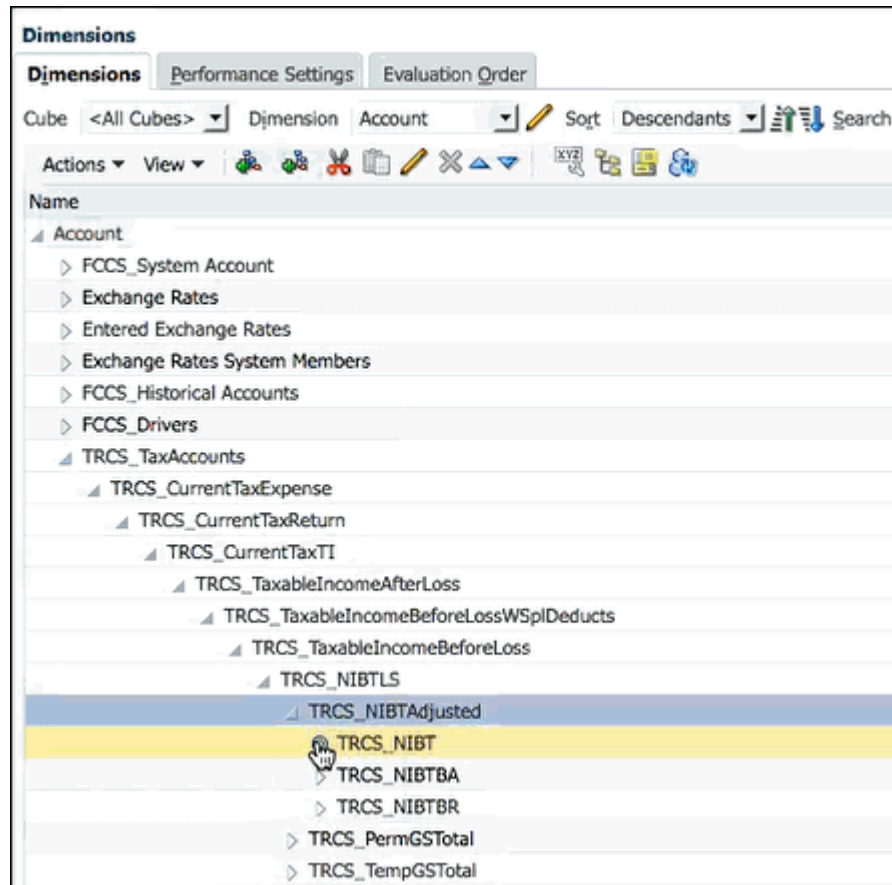 Dimensions
Dimensions Performance Settings Evaluation Order
Cube <All Cubes> Dimension Account Sort Descendants Search
Actions View XYZ
Name
Account
FCCS_System Account
Exchange Rates
Entered Exchange Rates
Exchange Rates System Members
FCCS_Historical Accounts
FCCS_Drivers
TRCS_TaxAccounts
TRCS_CurrentTaxExpense
TRCS_CurrentTaxReturn
TRCS_CurrentTaxTI
TRCS_TaxableIncomeAfterLoss
TRCS_TaxableIncomeBeforeLossWSplDeducts
TRCS_TaxableIncomeBeforeLoss
TRCS_NIBTLS
TRCS_NIBTAdjusted
TRCS_NIBT
TRCS_NIBTBA
TRCS_NIBTBR
TRCS_PermGSTotal
TRCS_TempGSTotal